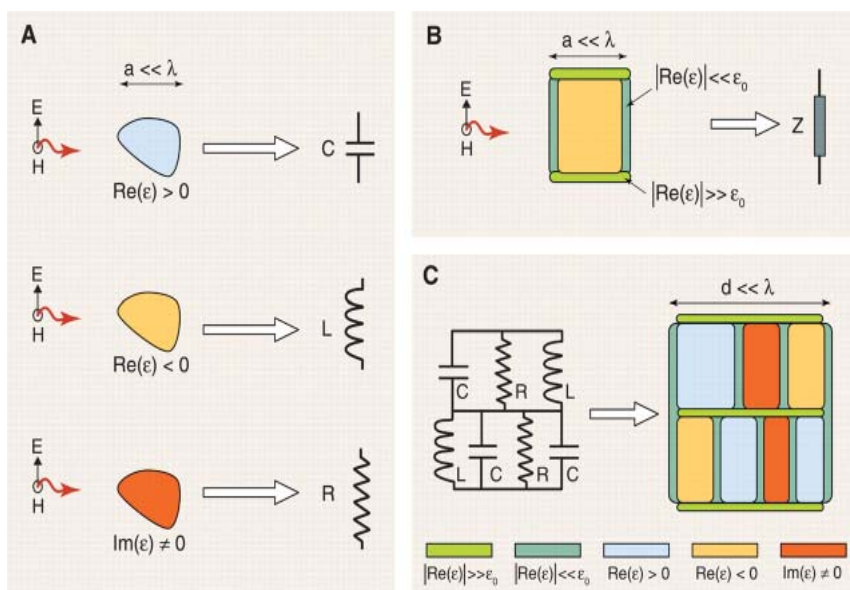 A
a << λ
E
H
Re(ε) > 0
C
E
H
Re(ε) < 0
L
E
H
Im(ε) ≠ 0
R
B
a << λ
|Re(ε)|<<ε₀
E
H
Z
|Re(ε)|>>ε₀
C
d << λ
C R L
L C R C
|Re(ε)|>>ε₀ |Re(ε)|<<ε₀ Re(ε) > 0 Re(ε) < 0 Im(ε) ≠ 0